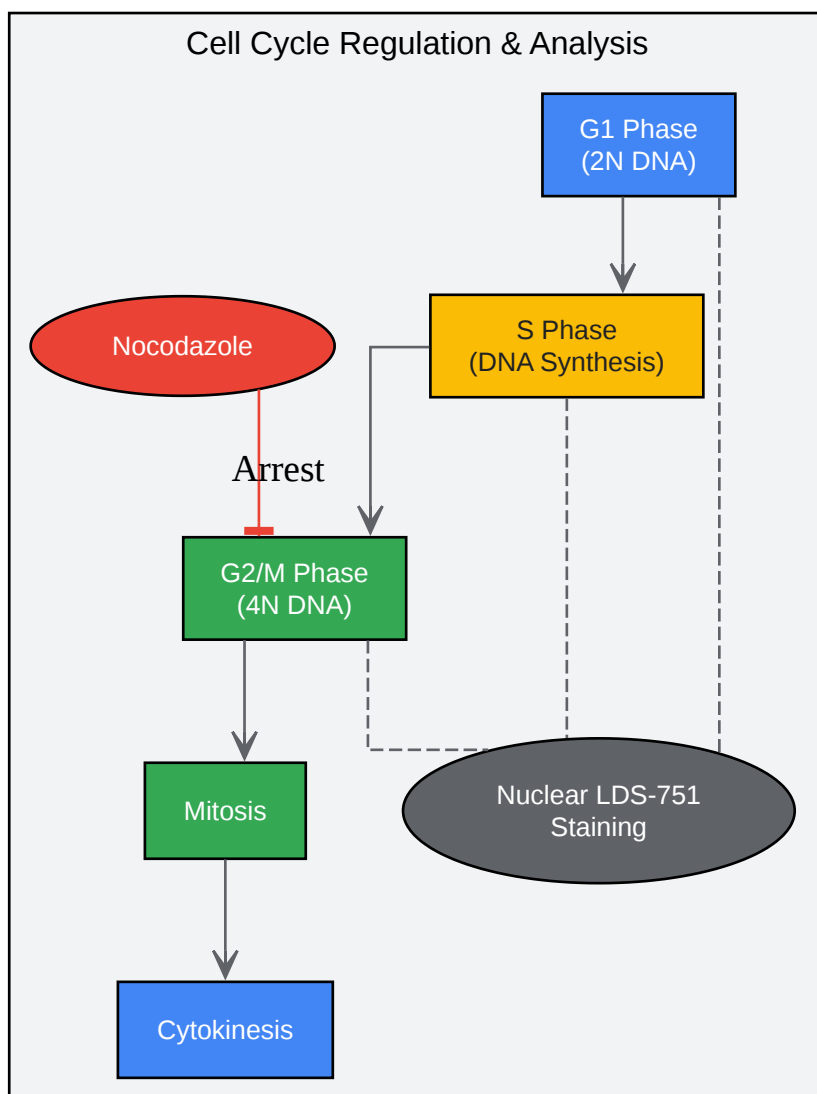 Cell Cycle Regulation & Analysis
G1 Phase
(2N DNA)
S Phase
(DNA Synthesis)
Nocodazole
Arrest
G2/M Phase
(4N DNA)
Mitosis
Nuclear LDS-751
Staining
Cytokinesis